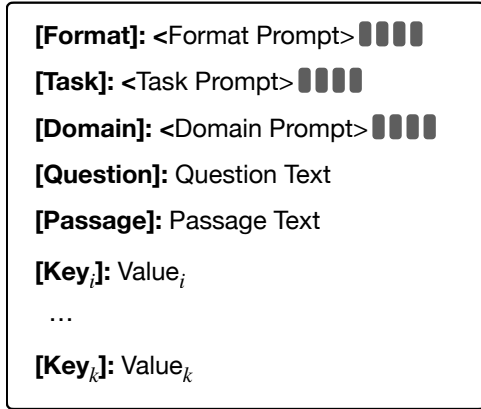 [Format]: <Format Prompt>
[Task]: <Task Prompt>
[Domain]: <Domain Prompt>
[Question]: Question Text
[Passage]: Passage Text
[Keyᵢ]: Valueᵢ
…
[Keyₖ]: Valueₖ